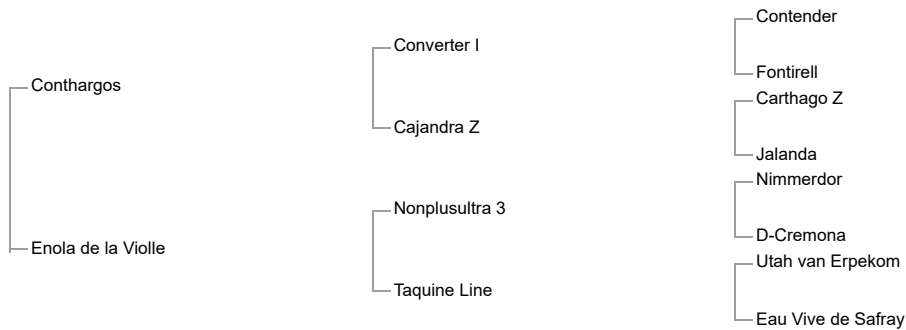 Contender
Converter I
Fontirell
Conthargos
Carthago Z
Cajandra Z
Jalanda
Nimmerdor
Nonplusultra 3
D-Cremona
Enola de la Violle
Utah van Erpekom
Taquine Line
Eau Vive de Safray